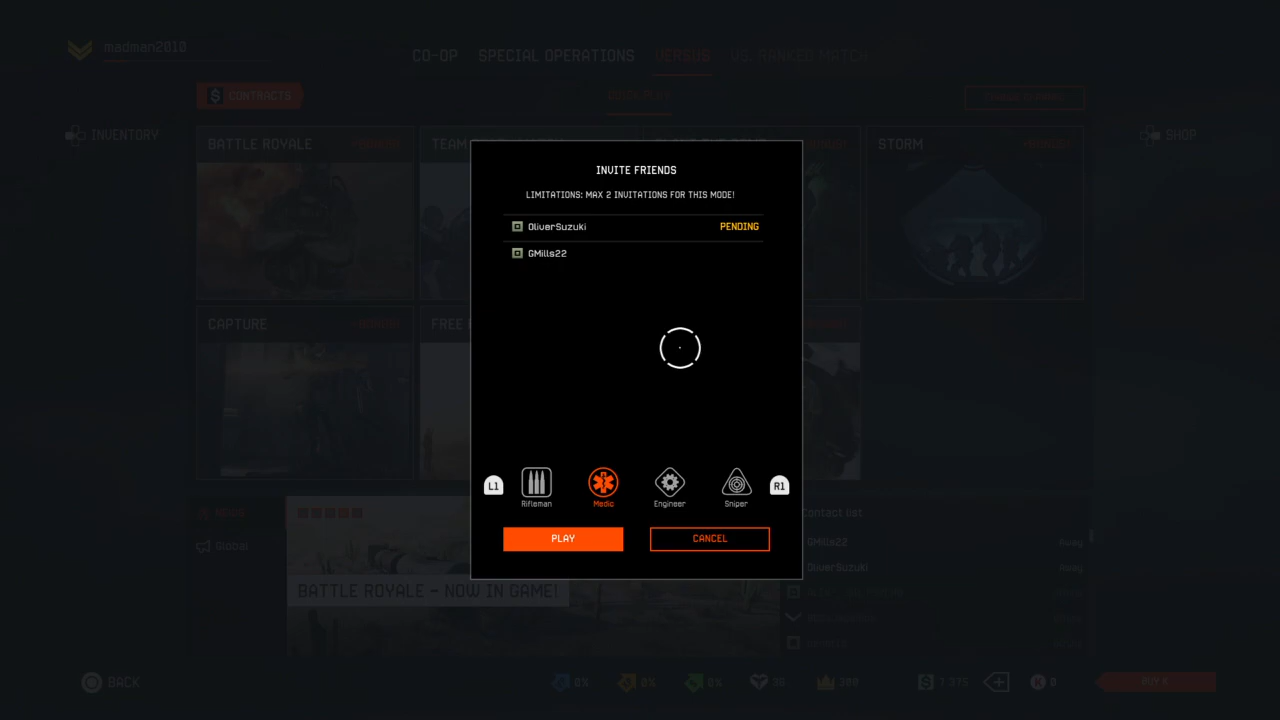 madman2010
CO-OP SPECIAL OPERATIONS VERSUS VS. RANKED MATCH
CONTRACTS
INVENTORY
SHOP
BATTLE ROYALE
TEAM
STORM
INVITE FRIENDS
LIMITATIONS: MAX 2 INVITATIONS FOR THIS MODE!
OliverSuzuki PENDING
GMills22
CAPTURE
FREE
L1
R1
Rifleman Medic Engineer Sniper
PLAY CANCEL
Global
BATTLE ROYALE - NOW IN GAME!
Contact list
GMills22 Away
OliverSuzuki Away
BACK
0% 0% 0% 300 1 375 K 0